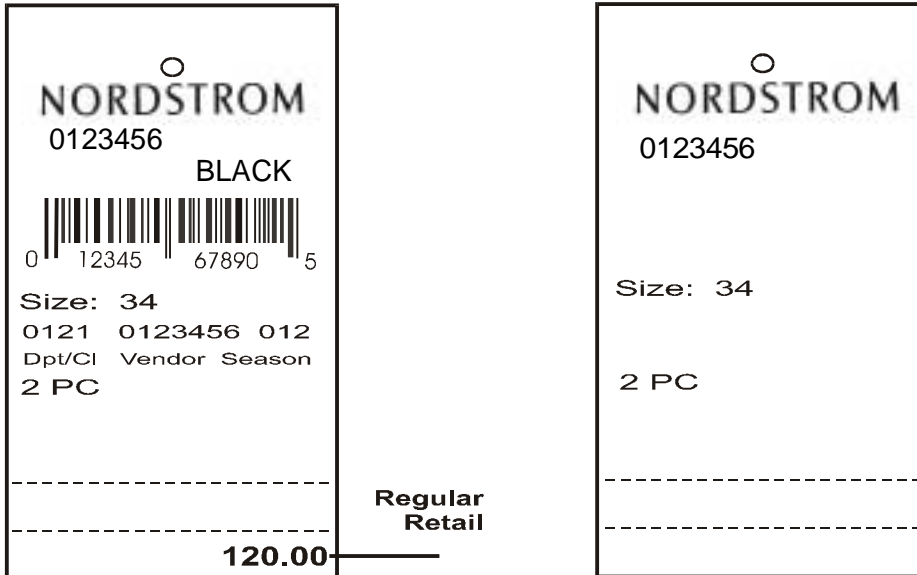 NORDSTROM
0123456
BLACK
0 12345 67890 5
Size: 34
0121 0123456 012
Dpt/Cl Vendor Season
2 PC
Regular
Retail
120.00
NORDSTROM
0123456
Size: 34
2 PC